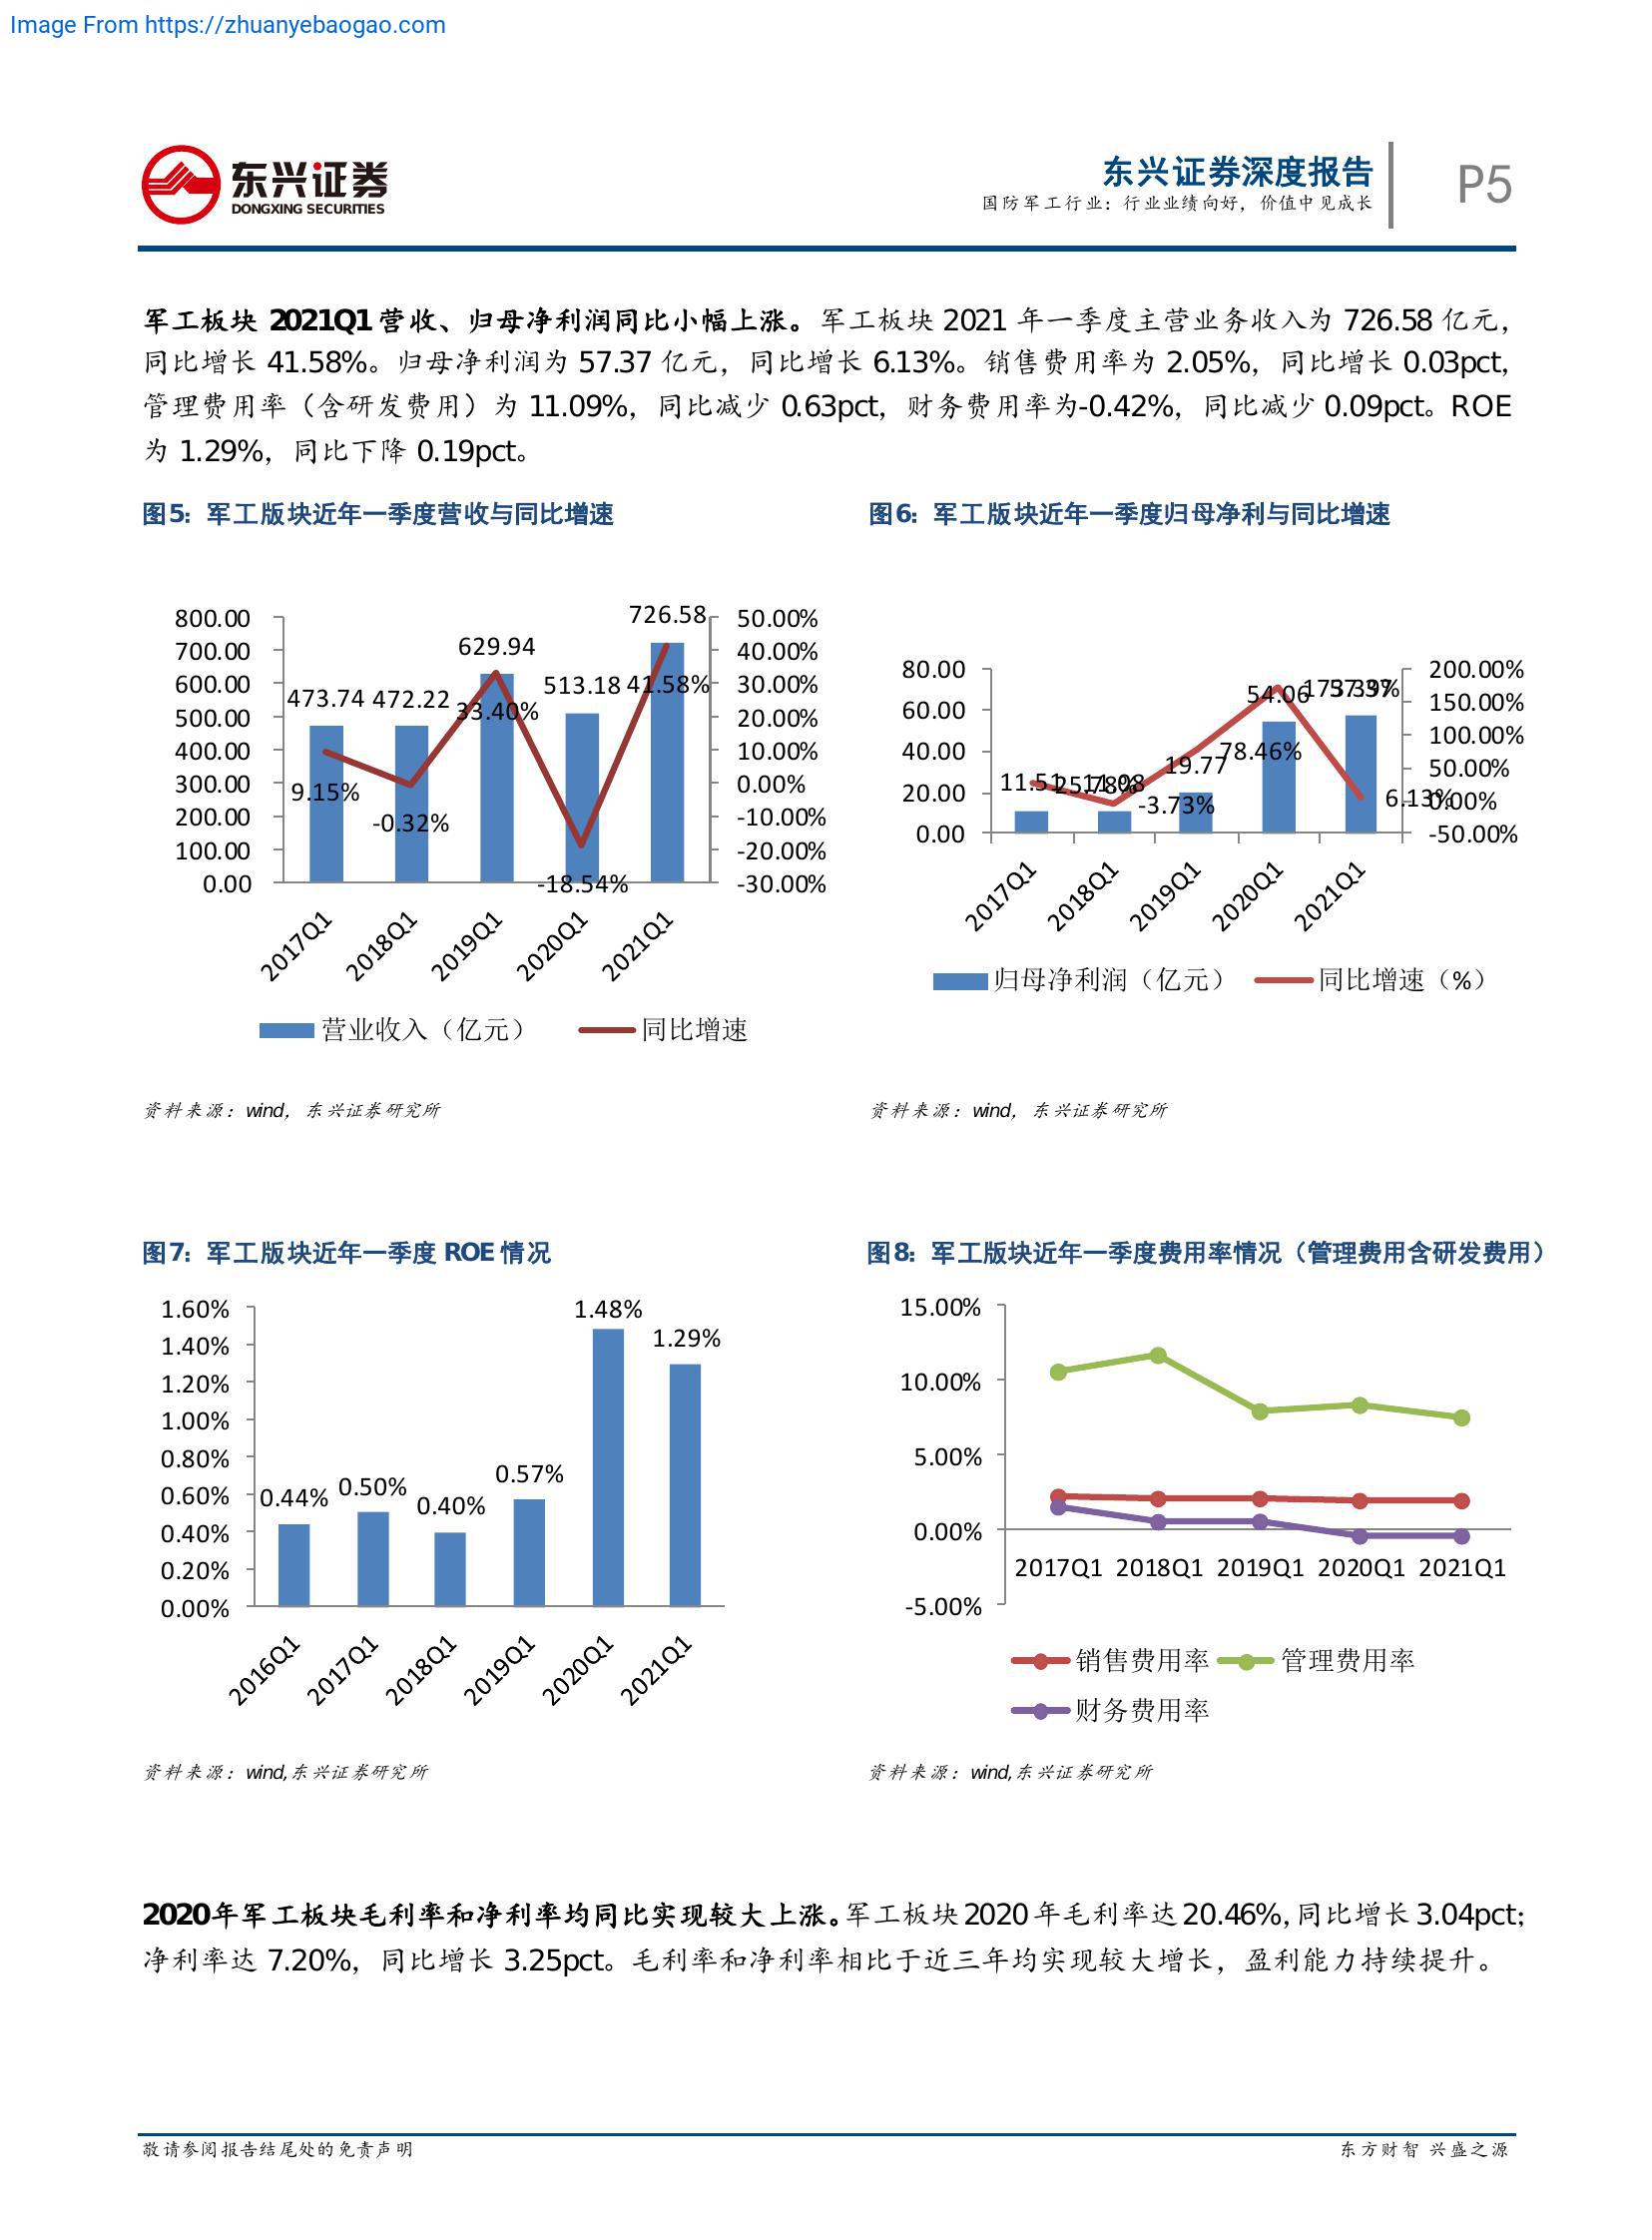 Image From https://zhuanyebaogao.com
东兴证券
DONGXING SECURITIES
东兴证券深度报告
国防军工行业：行业业绩向好，价值中见成长
P5
军工板块 2021Q1 营收、归母净利润同比小幅上涨。军工板块 2021 年一季度主营业务收入为 726.58 亿元，
同比增长 41.58%。归母净利润为 57.37 亿元，同比增长 6.13%。销售费用率为 2.05%，同比增长 0.03pct，
管理费用率（含研发费用）为 11.09%，同比减少 0.63pct，财务费用率为-0.42%，同比减少 0.09pct。ROE
为 1.29%，同比下降 0.19pct。
图5：军工版块近年一季度营收与同比增速
800.00
700.00
600.00
500.00
400.00
300.00
200.00
100.00
0.00
473.74
472.22
629.94
513.18
726.58
9.15%
-0.32%
33.40%
-18.54%
41.58%
50.00%
40.00%
30.00%
20.00%
10.00%
0.00%
-10.00%
-20.00%
-30.00%
2017Q1
2018Q1
2019Q1
2020Q1
2021Q1
营业收入（亿元）
同比增速
资料来源：wind，东兴证券研究所
图6：军工版块近年一季度归母净利与同比增速
80.00
60.00
40.00
20.00
0.00
11.51
11.08
19.77
54.06
57.37
25.78%
-3.73%
78.46%
6.13%
200.00%
150.00%
100.00%
50.00%
0.00%
-50.00%
2017Q1
2018Q1
2019Q1
2020Q1
2021Q1
归母净利润（亿元）
同比增速（%）
资料来源：wind，东兴证券研究所
图7：军工版块近年一季度 ROE 情况
1.60%
1.40%
1.20%
1.00%
0.80%
0.60%
0.40%
0.20%
0.00%
0.44%
0.50%
0.40%
0.57%
1.48%
1.29%
2016Q1
2017Q1
2018Q1
2019Q1
2020Q1
2021Q1
资料来源：wind,东兴证券研究所
图8：军工版块近年一季度费用率情况（管理费用含研发费用）
15.00%
10.00%
5.00%
0.00%
-5.00%
2017Q1 2018Q1 2019Q1 2020Q1 2021Q1
销售费用率
管理费用率
财务费用率
资料来源：wind,东兴证券研究所
2020年军工板块毛利率和净利率均同比实现较大上涨。军工板块2020年毛利率达20.46%,同比增长3.04pct；
净利率达 7.20%，同比增长 3.25pct。毛利率和净利率相比于近三年均实现较大增长，盈利能力持续提升。
敬请参阅报告结尾处的免责声明
东方财智 兴盛之源